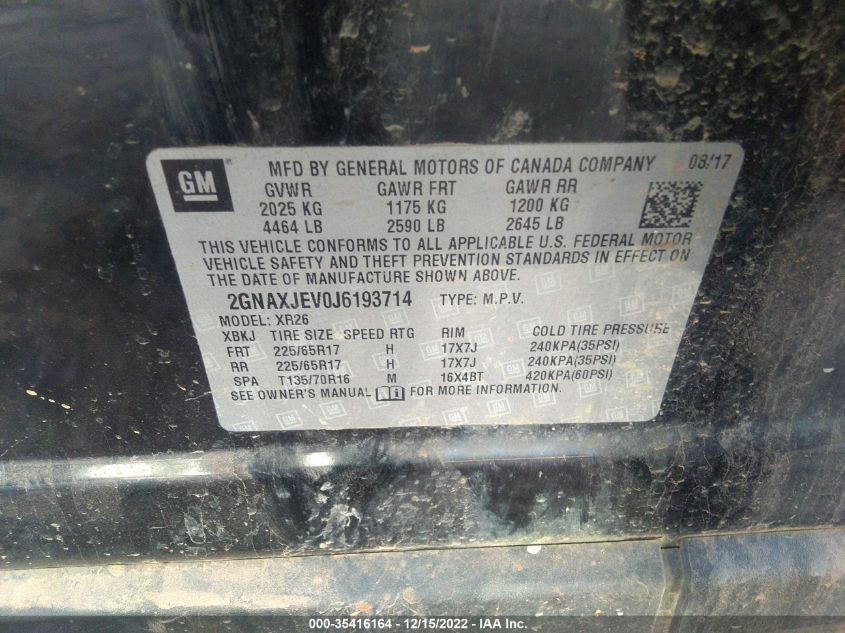 GM MFD BY GENERAL MOTORS OF CANADA COMPANY 08/17
GVWR GAWR FRT GAWR RR
2025 KG 1175 KG 1200 KG
4464 LB 2590 LB 2645 LB
THIS VEHICLE CONFORMS TO ALL APPLICABLE U.S. FEDERAL MOTOR
VEHICLE SAFETY AND THEFT PREVENTION STANDARDS IN EFFECT ON
THE DATE OF MANUFACTURE SHOWN ABOVE.
2GNAXJEV0J6193714 TYPE: M.P.V.
MODEL: XR26
XBKJ TIRE SIZE SPEED RTG RIM COLD TIRE PRESSURE
FRT 225/65R17 H 17X7J 240KPA(35PSI)
RR 225/65R17 H 17X7J 240KPA(35PSI)
SPA T135/70R16 M 16X4BT 420KPA(60PSI)
SEE OWNER'S MANUAL FOR MORE INFORMATION.
000-35416164 - 12/15/2022 - IAA Inc.